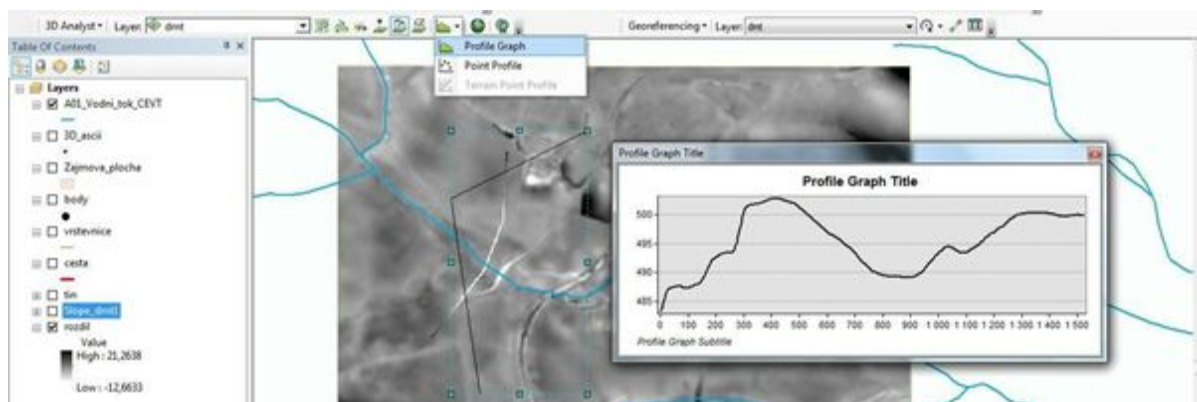 3D Analyst Layer: dmt
Georeferencing Layer: dmt
Profile Graph
Point Profile
Terrain Point Profile
Table Of Contents
Layers
A01_Vodni_tok_CEVT
3D_ascii
Zajmova_plocha
body
vrstevnice
cesta
tin
Slope_dmt1
rozdil
Value
High : 21,2638
Low : -12,6633
Profile Graph Title
Profile Graph Title
500
495
490
485
0 100 200 300 400 500 600 700 800 900 1 000 1 100 1 200 1 300 1 400 1 500
Profile Graph Subtitle